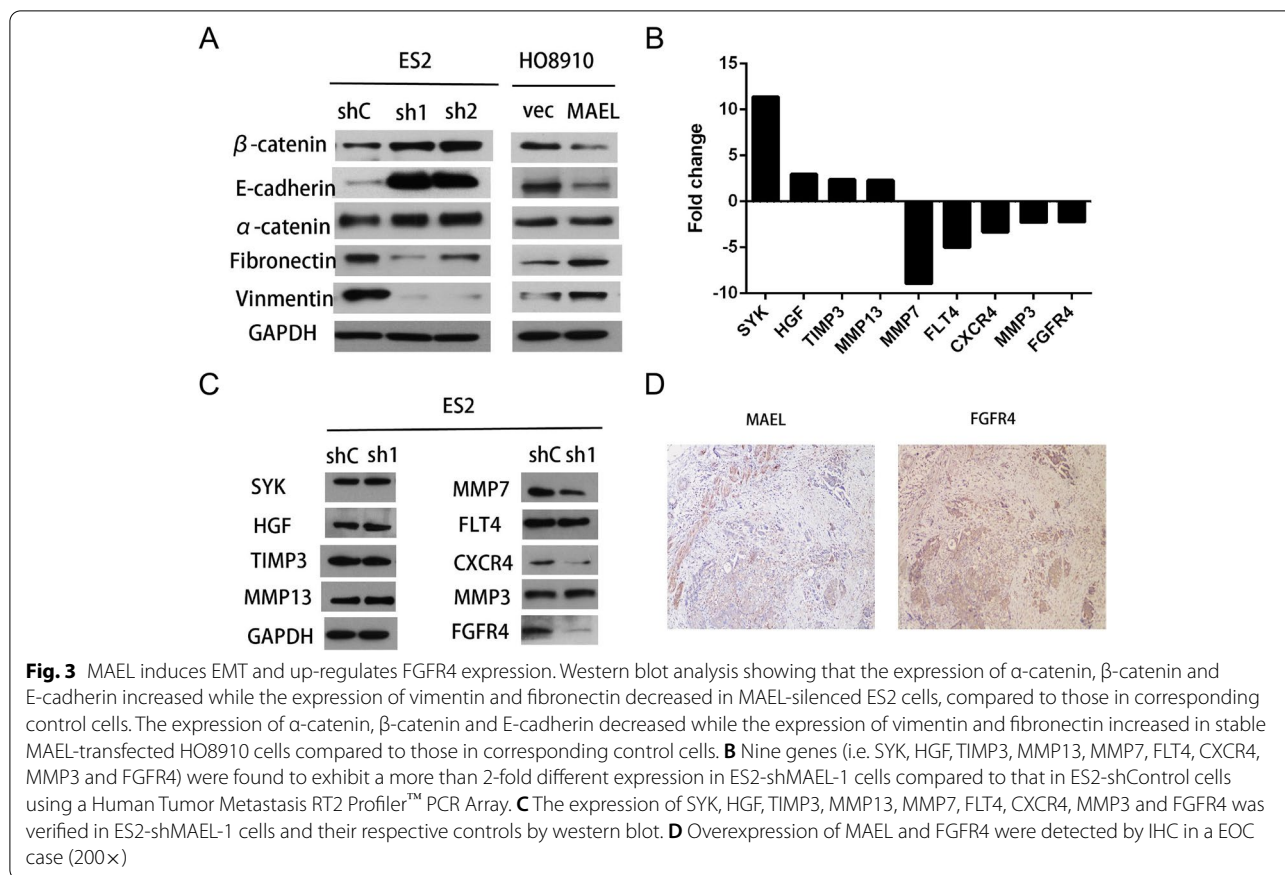 A
ES2
HO8910
shC sh1 sh2
vec MAEL
β-catenin
E-cadherin
α-catenin
Fibronectin
Vinmentin
GAPDH
B
Fold change
15
10
5
0
-5
-10
SYK
HGF
TIMP3
MMP13
MMP7
FLT4
CXCR4
MMP3
FGFR4
C
ES2
shC sh1
SYK
HGF
TIMP3
MMP13
GAPDH
shC sh1
MMP7
FLT4
CXCR4
MMP3
FGFR4
D
MAEL
FGFR4
Fig. 3 MAEL induces EMT and up-regulates FGFR4 expression. Western blot analysis showing that the expression of α-catenin, β-catenin and
E-cadherin increased while the expression of vimentin and fibronectin decreased in MAEL-silenced ES2 cells, compared to those in corresponding
control cells. The expression of α-catenin, β-catenin and E-cadherin decreased while the expression of vimentin and fibronectin increased in stable
MAEL-transfected HO8910 cells compared to those in corresponding control cells. B Nine genes (i.e. SYK, HGF, TIMP3, MMP13, MMP7, FLT4, CXCR4,
MMP3 and FGFR4) were found to exhibit a more than 2-fold different expression in ES2-shMAEL-1 cells compared to that in ES2-shControl cells
using a Human Tumor Metastasis RT2 Profiler™ PCR Array. C The expression of SYK, HGF, TIMP3, MMP13, MMP7, FLT4, CXCR4, MMP3 and FGFR4 was
verified in ES2-shMAEL-1 cells and their respective controls by western blot. D Overexpression of MAEL and FGFR4 were detected by IHC in a EOC
case (200×)